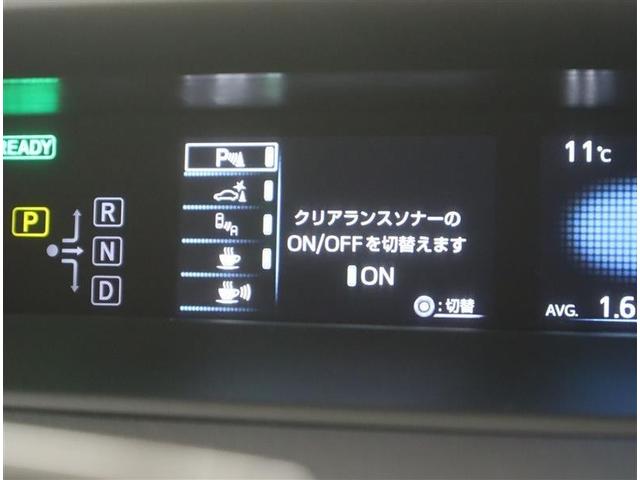 READY
P
R
N
D
P
A
クリアランスソナーの
ON/OFFを切替えます
ON
:切替
11℃
AVG. 1.6